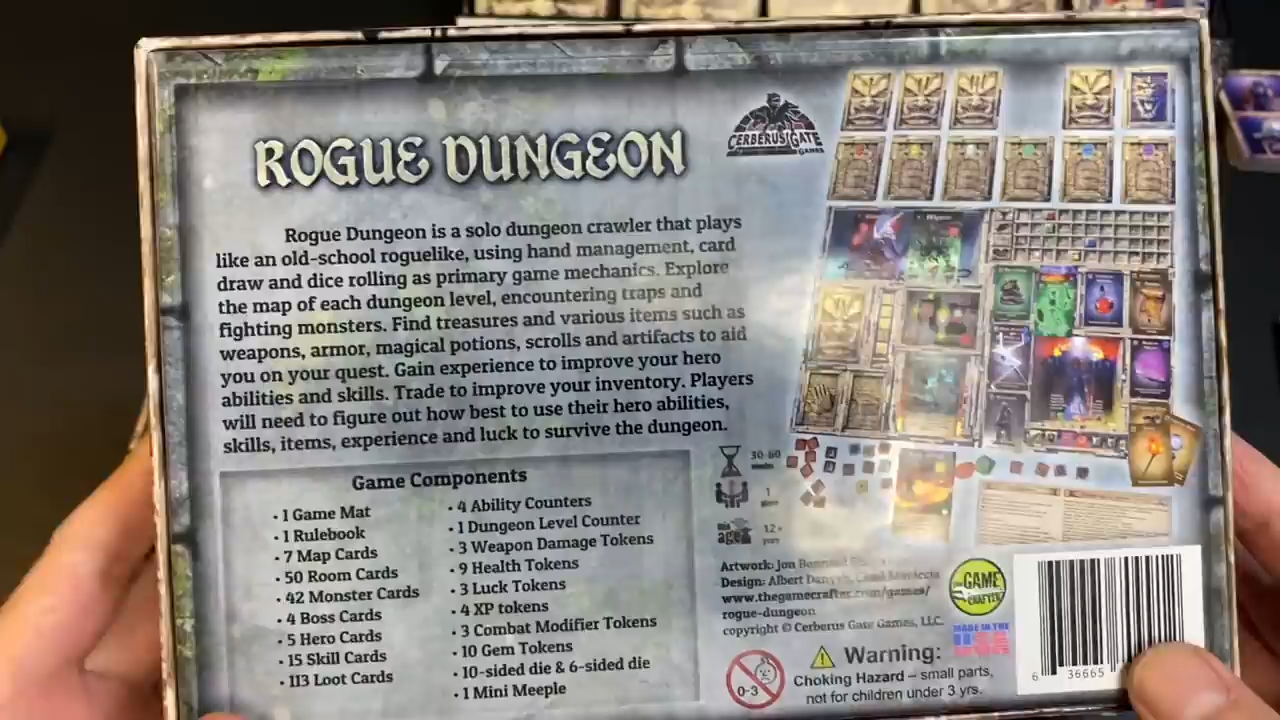 ROGUE DUNGEON
CERBERUS GATE
GAMES
Rogue Dungeon is a solo dungeon crawler that plays
like an old-school roguelike, using hand management, card
draw and dice rolling as primary game mechanics. Explore
the map of each dungeon level, encountering traps and
fighting monsters. Find treasures and various items such as
weapons, armor, magical potions, scrolls and artifacts to aid
you on your quest. Gain experience to improve your hero
abilities and skills. Trade to improve your inventory. Players
will need to figure out how best to use their hero abilities,
skills, items, experience and luck to survive the dungeon.
Game Components
• 1 Game Mat
• 1 Rulebook
• 7 Map Cards
• 50 Room Cards
• 42 Monster Cards
• 4 Boss Cards
• 5 Hero Cards
• 15 Skill Cards
• 113 Loot Cards
• 4 Ability Counters
• 1 Dungeon Level Counter
• 3 Weapon Damage Tokens
• 9 Health Tokens
• 3 Luck Tokens
• 4 XP tokens
• 3 Combat Modifier Tokens
• 10 Gem Tokens
• 10-sided die & 6-sided die
• 1 Mini Meeple
30-60
minutes
1
min
age
12+
years
Artwork: Jon
Design: Albert
www.thegamecrafter.com/games/
rogue-dungeon
copyright © Cerberus Gate Games, LLC.
GAME
CRAFTER
MADE IN THE
USA
0-3
Warning:
Choking Hazard – small parts,
not for children under 3 yrs.
6 36665